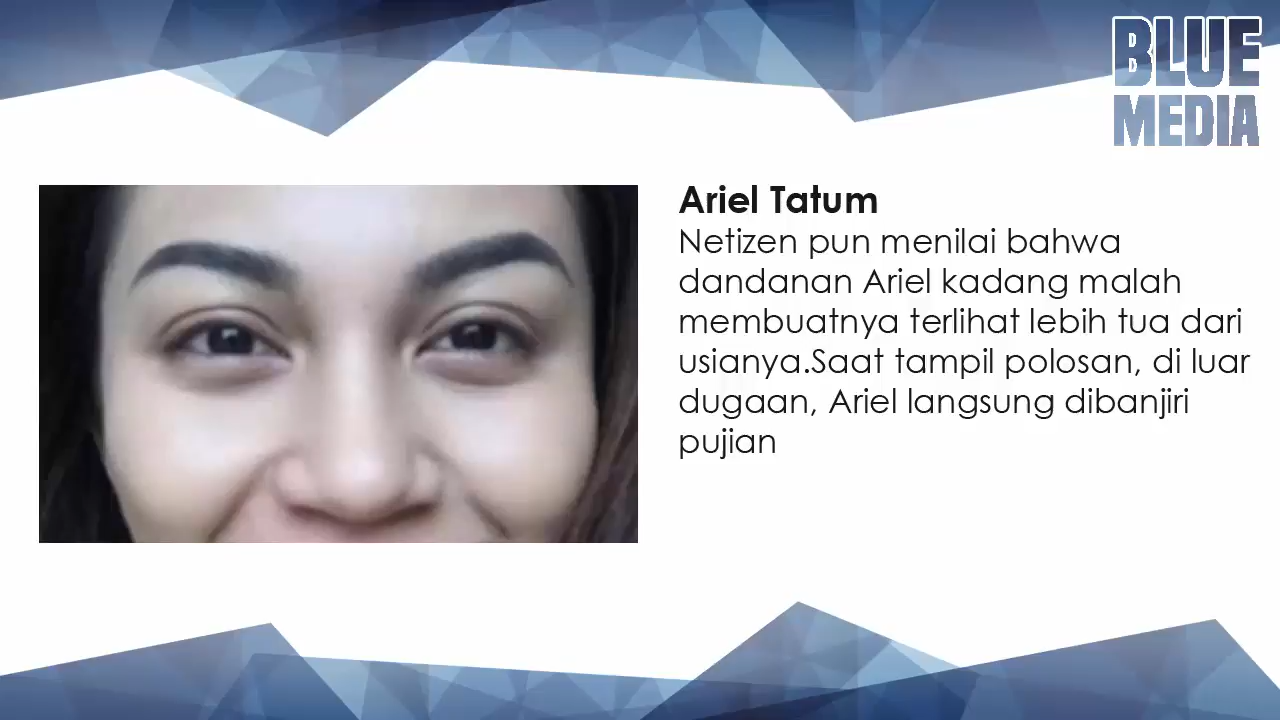 BLUE
MEDIA
Ariel Tatum
Netizen pun menilai bahwa
dandanan Ariel kadang malah
membuatnya terlihat lebih tua dari
usianya.Saat tampil polosan, di luar
dugaan, Ariel langsung dibanjiri
pujian